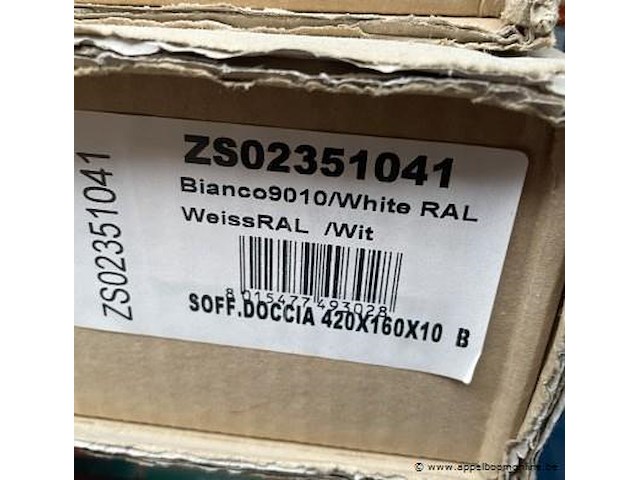 ZS02351041
ZS02351041
Bianco9010/White RAL
WeissRAL /Wit
8 015477 493028
SOFF.DOCCIA 420X160X10 B
© www.appelboomonline.be